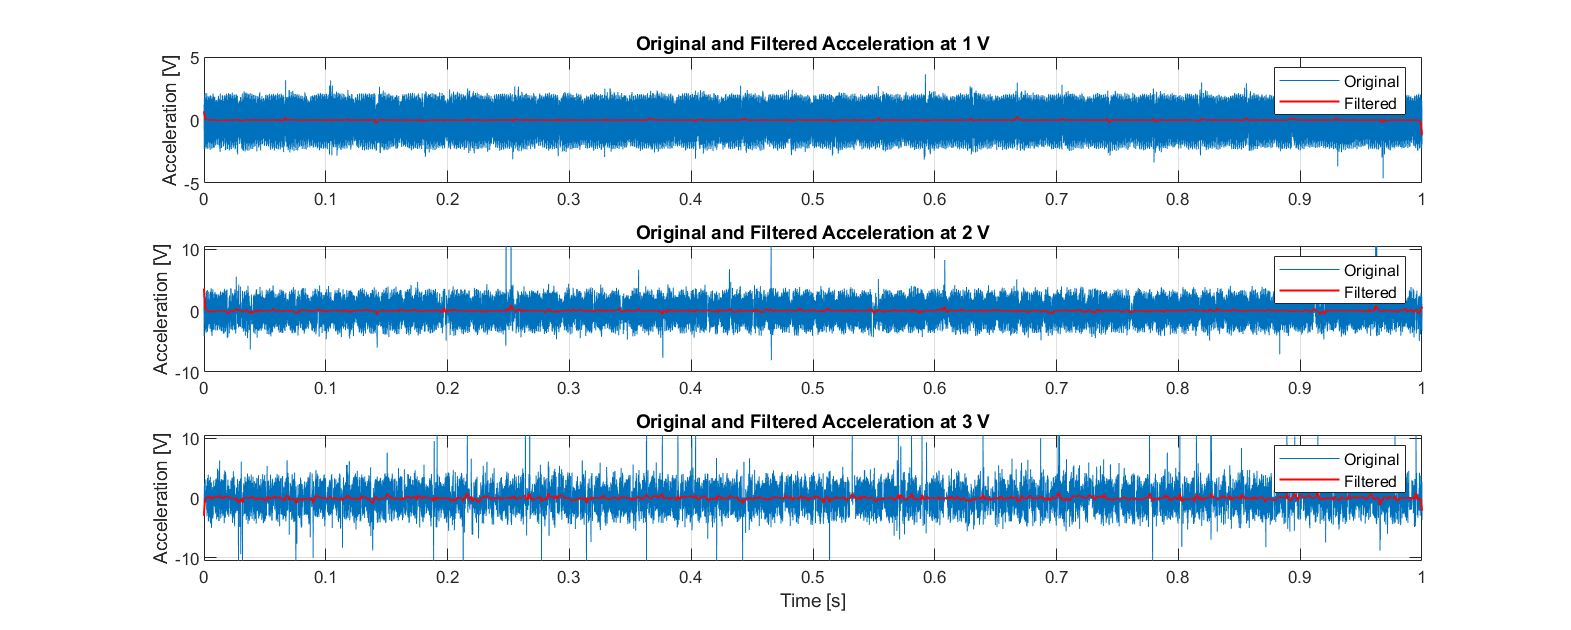 Original and Filtered Acceleration at 1 V
Acceleration [V]
5
0
-5
Original
Filtered
0 0.1 0.2 0.3 0.4 0.5 0.6 0.7 0.8 0.9 1
Original and Filtered Acceleration at 2 V
Acceleration [V]
10
0
-10
Original
Filtered
0 0.1 0.2 0.3 0.4 0.5 0.6 0.7 0.8 0.9 1
Original and Filtered Acceleration at 3 V
Acceleration [V]
10
0
-10
Original
Filtered
0 0.1 0.2 0.3 0.4 0.5 0.6 0.7 0.8 0.9 1
Time [s]